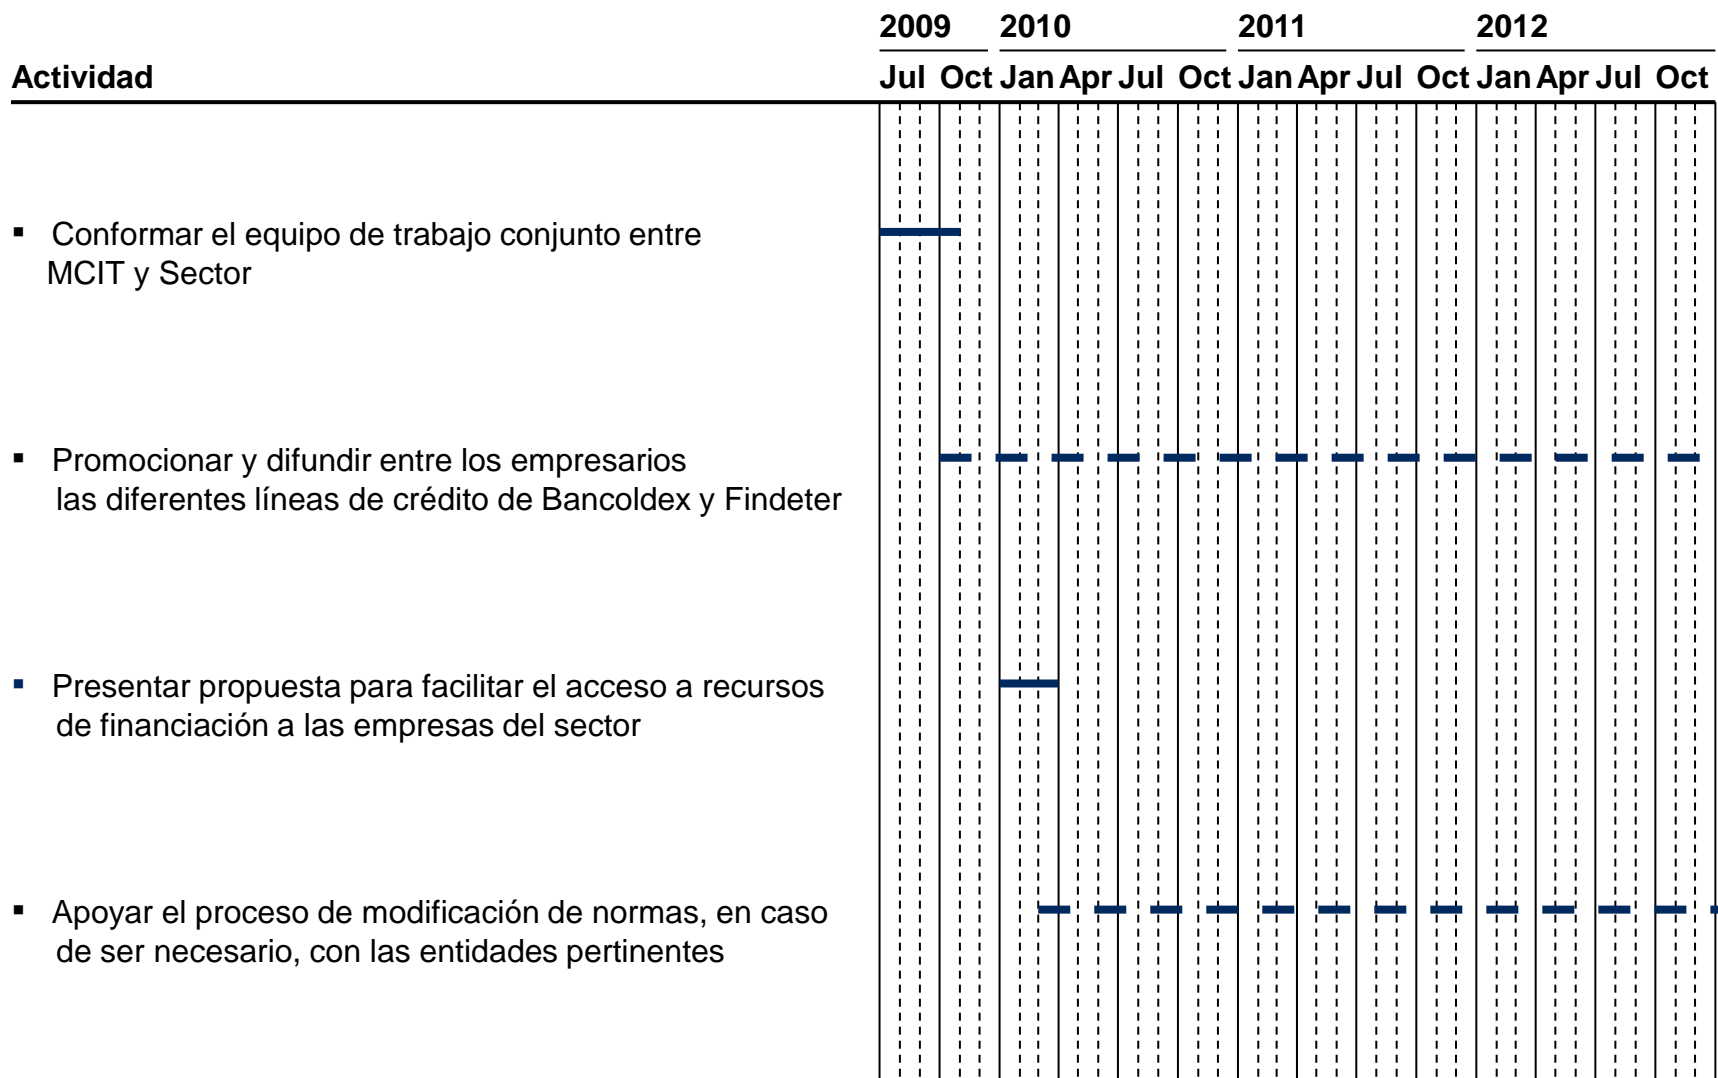 2009 2010 2011 2012
Actividad Jul Oct Jan Apr Jul Oct Jan Apr Jul Oct Jan Apr Jul Oct
▪ Conformar el equipo de trabajo conjunto entre
MCIT y Sector
▪ Promocionar y difundir entre los empresarios
las diferentes líneas de crédito de Bancoldex y Findeter
▪ Presentar propuesta para facilitar el acceso a recursos
de financiación a las empresas del sector
▪ Apoyar el proceso de modificación de normas, en caso
de ser necesario, con las entidades pertinentes